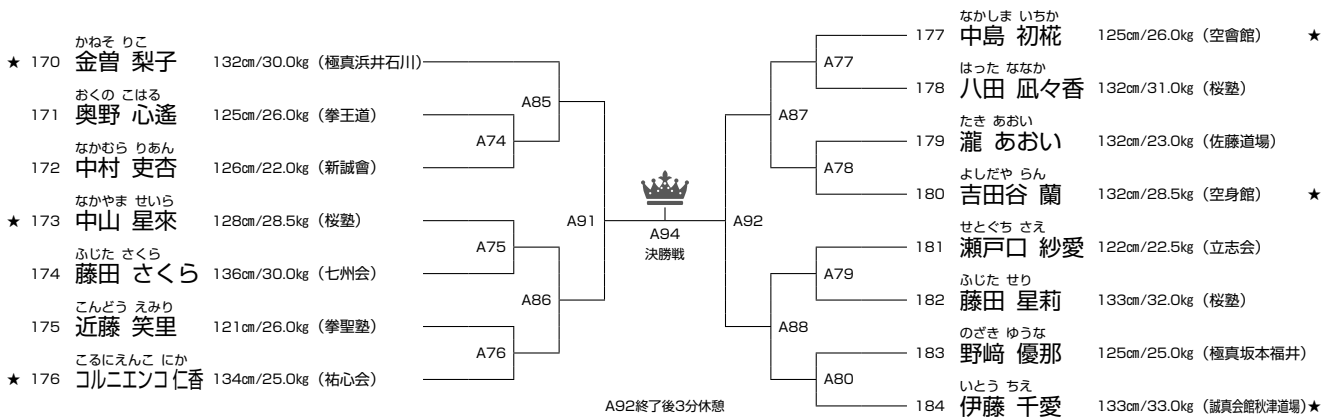 かねそ りこ
★ 170 金曽 梨子 132㎝/30.0㎏(極真浜井石川)
おくの こはる
171 奥野 心遙 125㎝/26.0㎏(拳王道)
なかむら りあん
172 中村 吏杏 126㎝/22.0㎏(新誠會)
なかやま せいら
★ 173 中山 星來 128㎝/28.5㎏(桜塾)
ふじた さくら
174 藤田 さくら 136㎝/30.0㎏(七州会)
こんどう えみり
175 近藤 笑里 121㎝/26.0㎏(拳聖塾)
こるにえんこ にか
★ 176 コルニエンコ 仁香 134㎝/25.0㎏(祐心会)
A85
A74
A75
A86
A76
A91
A94
決勝戦
A92
A77
A87
A78
A79
A88
A80
A92終了後3分休憩
なかしま いちか
177 中島 初椛 125㎝/26.0㎏(空會館) ★
はった ななか
178 八田 凪々香 132㎝/31.0㎏(桜塾)
たき あおい
179 瀧 あおい 132㎝/23.0㎏(佐藤道場)
よしだや らん
180 吉田谷 蘭 132㎝/28.5㎏(空身館) ★
せとぐち さえ
181 瀬戸口 紗愛 122㎝/22.5㎏(立志会)
ふじた せり
182 藤田 星莉 133㎝/32.0㎏(桜塾)
のざき ゆうな
183 野﨑 優那 125㎝/25.0㎏(極真坂本福井)
いとう ちえ
184 伊藤 千愛 133㎝/33.0㎏(誠真会館秋津道場)★